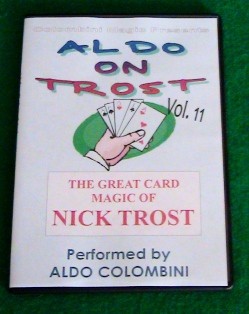 Colombini Magic Presents
ALDO
ON
TROST
Vol. 11
THE GREAT CARD
MAGIC OF
NICK TROST
Performed by
ALDO COLOMBINI